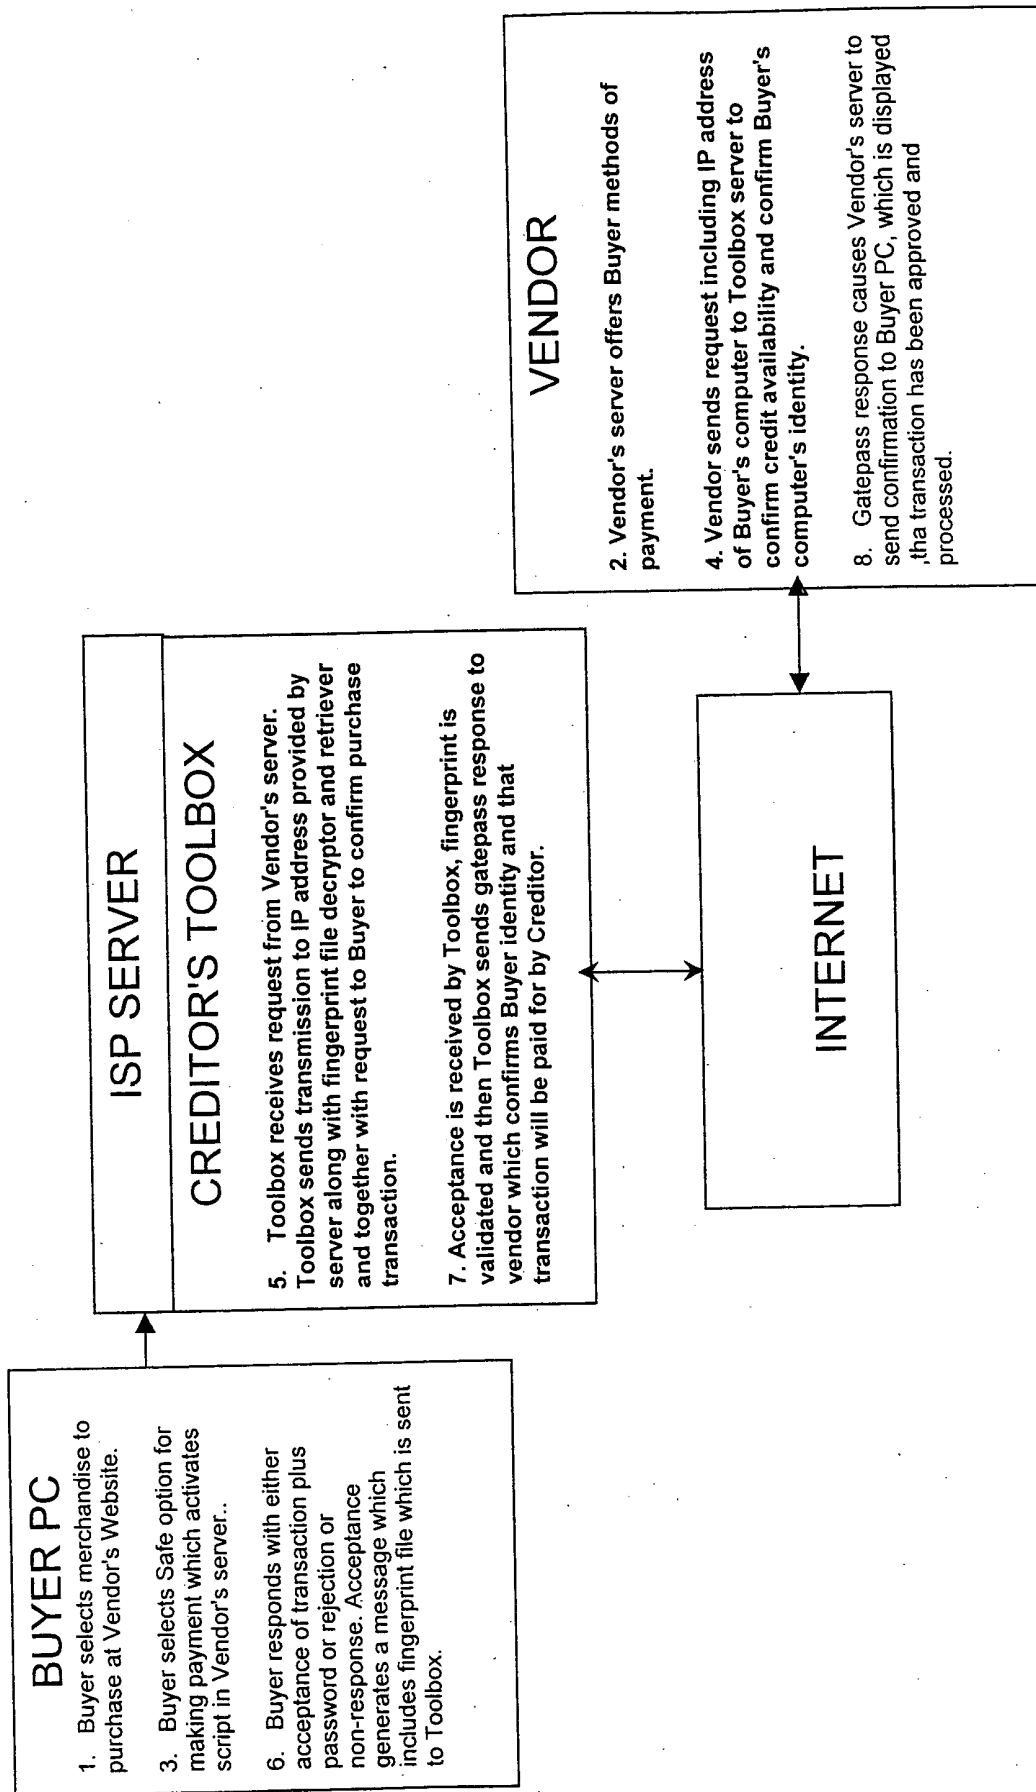 BUYER PC
1. Buyer selects merchandise to
purchase at Vendor's Website.
3. Buyer selects Safe option for
making payment which activates
script in Vendor's server..
6. Buyer responds with either
acceptance of transaction plus
password or rejection or
non-response. Acceptance
generates a message which
includes fingerprint file which is sent
to Toolbox.
ISP SERVER
CREDITOR'S TOOLBOX
5. Toolbox receives request from Vendor's server.
Toolbox sends transmission to IP address provided by
server along with fingerprint file decryptor and retriever
and together with request to Buyer to confirm purchase
transaction.
7. Acceptance is received by Toolbox, fingerprint is
validated and then Toolbox sends gatepass response to
vendor which confirms Buyer identity and that
transaction will be paid for by Creditor.
INTERNET
VENDOR
2. Vendor's server offers Buyer methods of
payment.
4. Vendor sends request including IP address
of Buyer's computer to Toolbox server to
confirm credit availability and confirm Buyer's
computer's identity.
8. Gatepass response causes Vendor's server to
send confirmation to Buyer PC, which is displayed
,tha transaction has been approved and
processed.